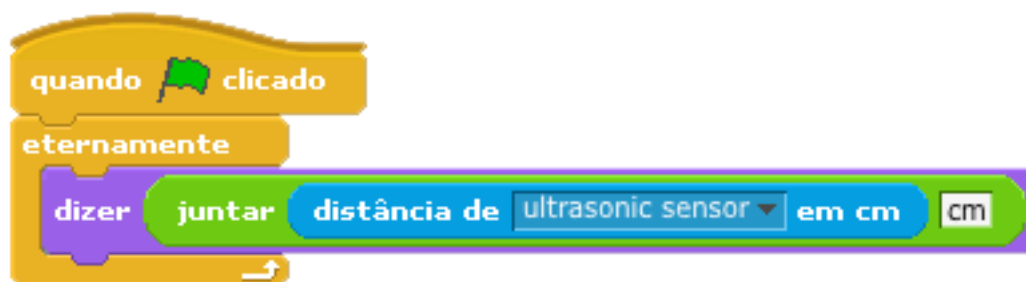 quando clicado
eternamente
dizer juntar distância de ultrasonic sensor em cm cm